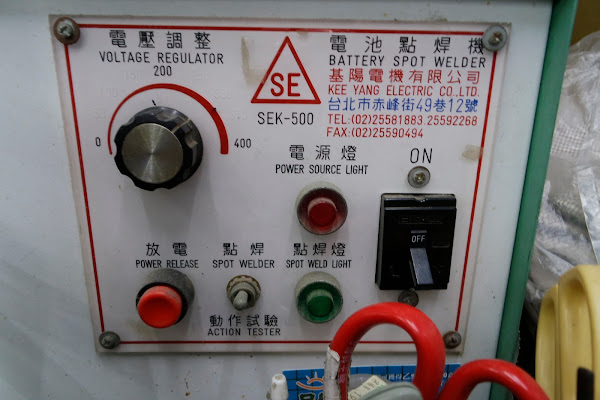 電壓調整
VOLTAGE REGULATOR
200
0
400
SE
SEK-500
電池點焊機
BATTERY SPOT WELDER
基陽電機有限公司
KEE YANG ELECTRIC CO.,LTD.
台北市赤峰街49巷12號
TEL:(02)25581883.25592268
FAX:(02)25590494
電源燈
POWER SOURCE LIGHT
ON
OFF
放電
POWER RELEASE
點焊
SPOT WELDER
點焊燈
SPOT WELD LIGHT
動作試驗
ACTION TESTER